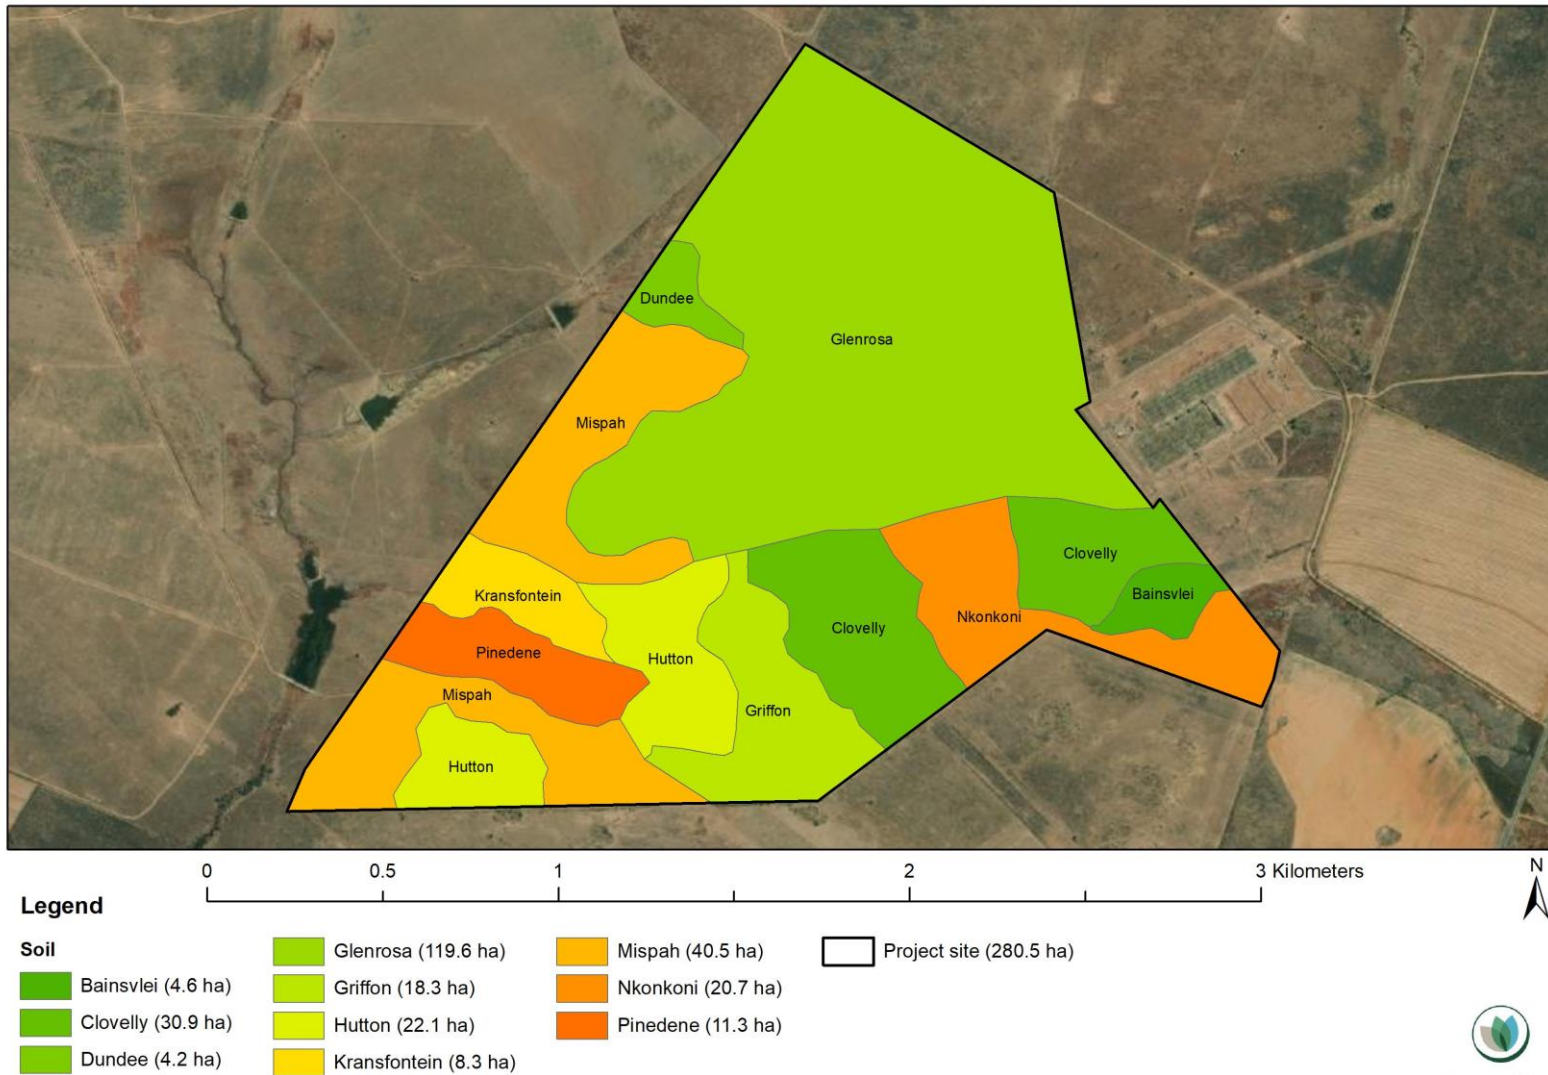 Dundee
Glenrosa
Mispah
Clovelly
Kransfontein
Bainsvlei
Nkonkoni
Clovelly
Pinedene
Hutton
Mispah
Griffon
Hutton
0 0.5 1 2 3 Kilometers
N
Legend
Soil
Bainsvlei (4.6 ha)
Clovelly (30.9 ha)
Dundee (4.2 ha)
Glenrosa (119.6 ha)
Griffon (18.3 ha)
Hutton (22.1 ha)
Kransfontein (8.3 ha)
Mispah (40.5 ha)
Nkonkoni (20.7 ha)
Pinedene (11.3 ha)
Project site (280.5 ha)